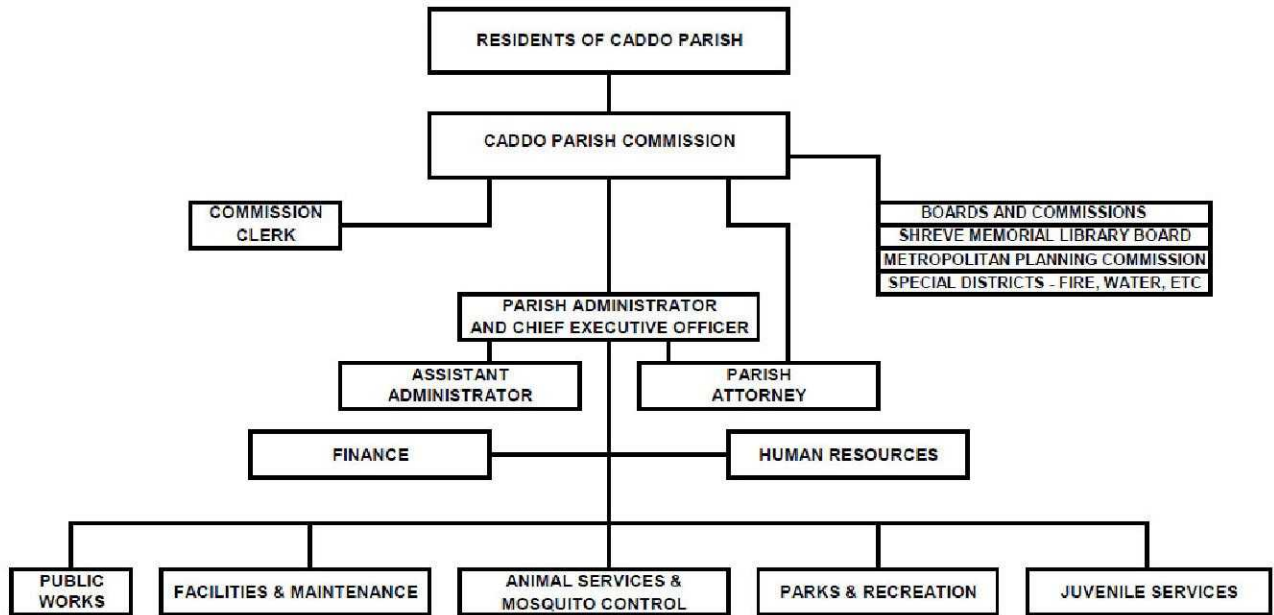 RESIDENTS OF CADDO PARISH
CADDO PARISH COMMISSION
COMMISSION
CLERK
BOARDS AND COMMISSIONS
SHREVE MEMORIAL LIBRARY BOARD
METROPOLITAN PLANNING COMMISSION
SPECIAL DISTRICTS - FIRE, WATER, ETC
PARISH ADMINISTRATOR
AND CHIEF EXECUTIVE OFFICER
ASSISTANT
ADMINISTRATOR
PARISH
ATTORNEY
FINANCE
HUMAN RESOURCES
PUBLIC
WORKS
FACILITIES & MAINTENANCE
ANIMAL SERVICES &
MOSQUITO CONTROL
PARKS & RECREATION
JUVENILE SERVICES